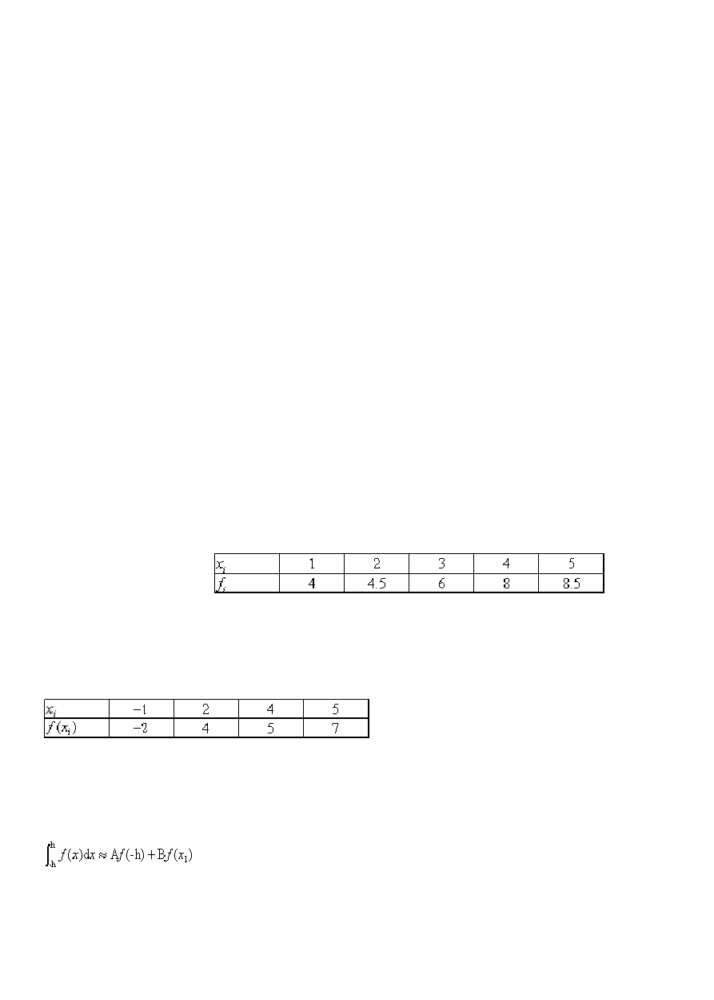 x_i 1 2 3 4 5
f_i 4 4.5 6 8 8.5
x_i −1 2 4 5
f(x_i) −2 4 5 7
∫_{-h}^{h} f(x)dx ≈ Af(-h) + Bf(x_1)